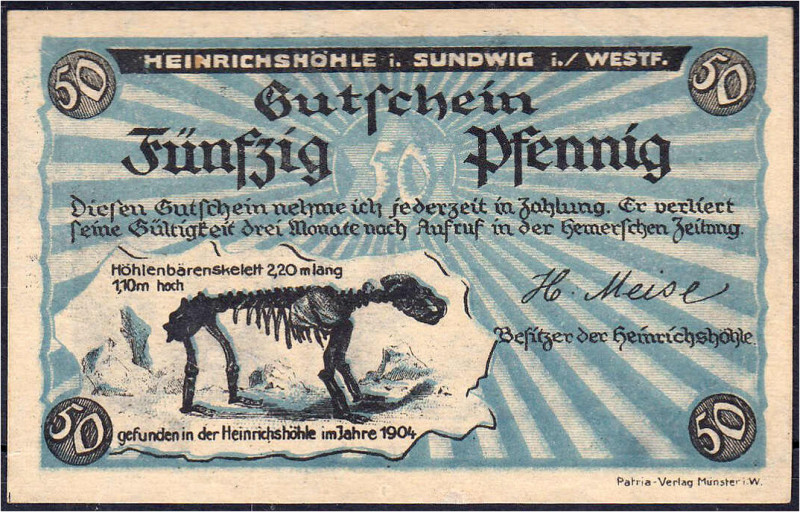 50 HEINRICHSHÖHLE i. SUNDWIG i./WESTF. 50
Gutschein
Fünfzig 50 Pfennig
Diesen Gutschein nehme ich jederzeit in Zahlung. Er verliert
seine Gültigkeit drei Monate nach Aufruf in der Hemerschen Zeitung.
Höhlenbärenskelett 2,20 m lang
1,10m hoch
H. Meise
Besitzer der Heinrichshöhle.
50 gefunden in der Heinrichshöhle im Jahre 1904 50
Patria-Verlag Münster i.W.